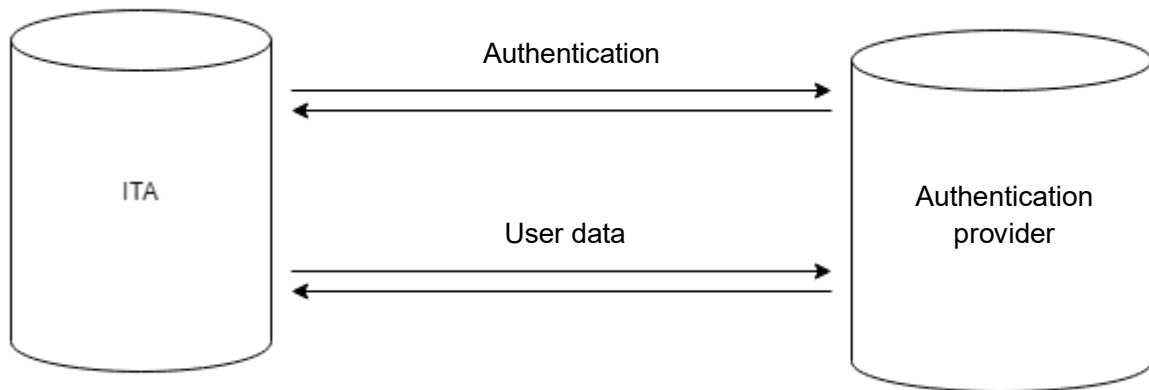 Authentication
ITA
Authentication
provider
User data